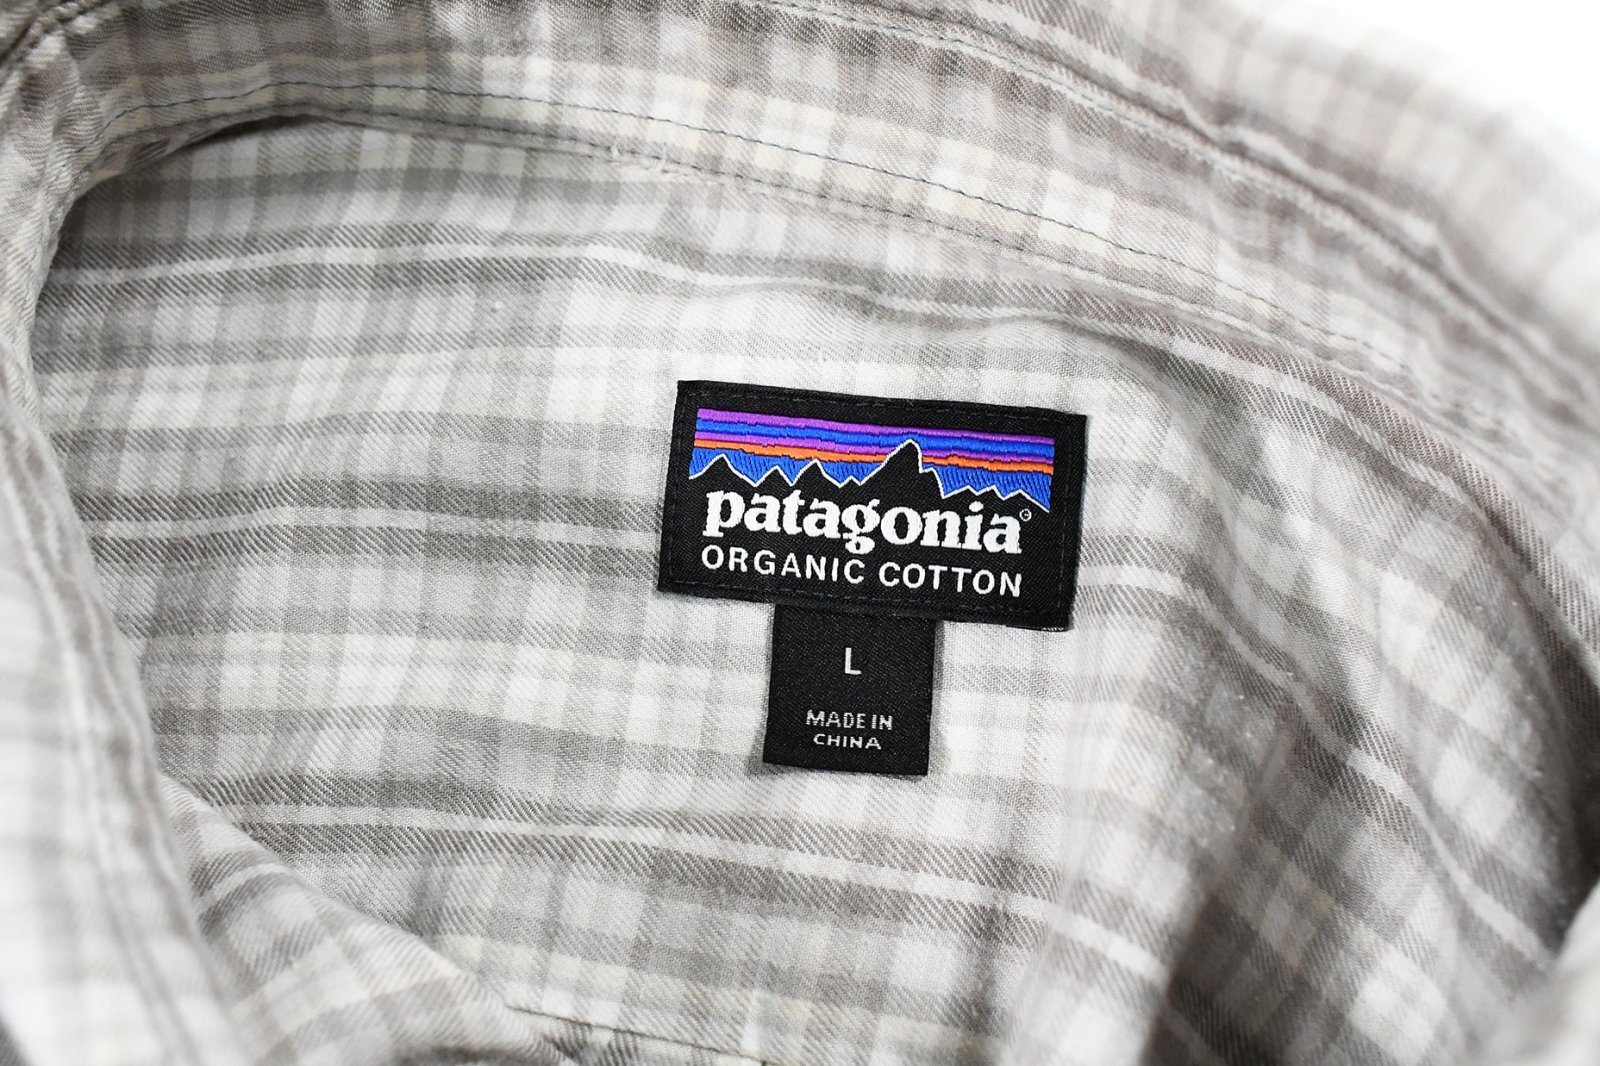 patagonia®
ORGANIC COTTON
L
MADE IN
CHINA